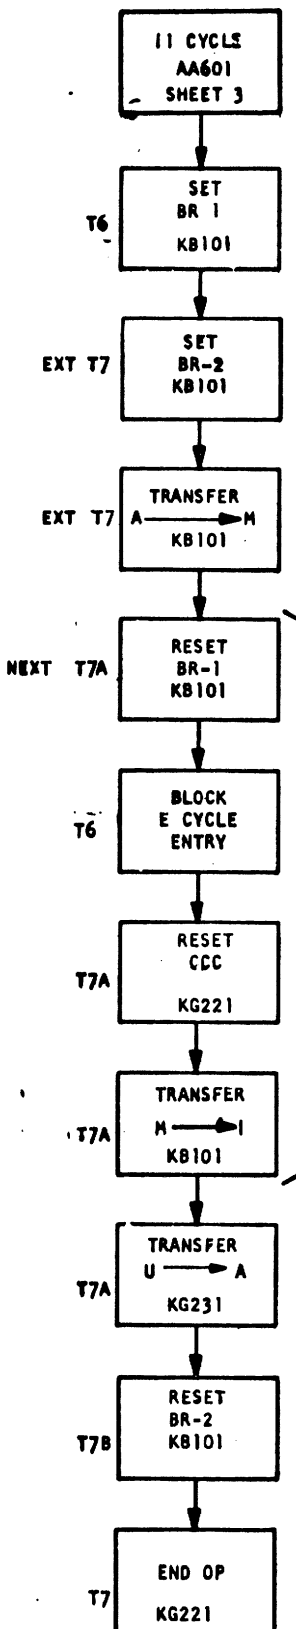 I1 CYCLE
AA601
SHEET 3
T6
SET
BR 1
KB101
EXT T7
SET
BR-2
KB101
EXT T7
TRANSFER
A → M
KB101
NEXT T7A
RESET
BR-1
KB101
T6
BLOCK
E CYCLE
ENTRY
T7A
RESET
CCC
KG221
T7A
TRANSFER
M → I
KB101
T7A
TRANSFER
U → A
KG231
T7B
RESET
BR-2
KB101
T7
END OP
KG221